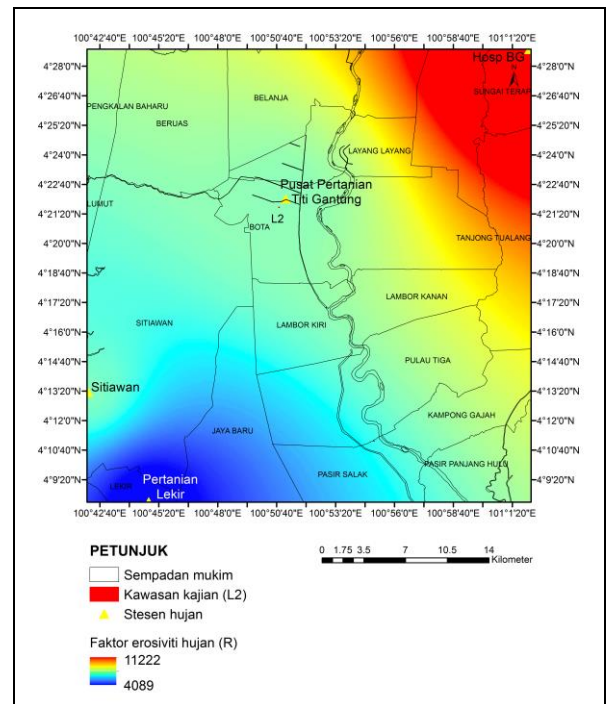 100°42'0"E 100°45'20"E 100°48'0"E 100°50'40"E 100°53'20"E 100°56'0"E 100°58'40"E 101°1'20"E
Hosp BG
N
4°28'0"N
4°26'40"N
4°25'20"N
4°24'0"N
4°22'40"N
4°21'20"N
4°20'0"N
4°18'40"N
4°17'20"N
4°16'0"N
4°14'40"N
4°13'20"N
4°12'0"N
4°10'40"N
4°9'20"N
SUNGAI TERAP
BELANJA
PENGKALAN BAHARU
BERUAS
LAYANG LAYANG
Pusat Pertanian
Titi Gantung
LUMUT
L2
BOTA
TANJONG TUALANG
LAMBOR KANAN
SITIAWAN
LAMBOR KIRI
PULAU TIGA
Sitiawan
KAMPONG GAJAH
JAYA BARU
PASIR PANJANG HULU
Pertanian
Lekir
LEKIR
PASIR SALAK
4°28'0"N
4°26'40"N
4°25'20"N
4°24'0"N
4°22'40"N
4°21'20"N
4°20'0"N
4°18'40"N
4°17'20"N
4°16'0"N
4°14'40"N
4°13'20"N
4°12'0"N
4°10'40"N
4°9'20"N
100°42'0"E 100°45'20"E 100°48'0"E 100°50'40"E 100°53'20"E 100°56'0"E 100°58'40"E 101°1'20"E
PETUNJUK
0 1.75 3.5 7 10.5 14
Kilometer
Sempadan mukim
Kawasan kajian (L2)
Stesen hujan
Faktor erosiviti hujan (R)
11222
4089